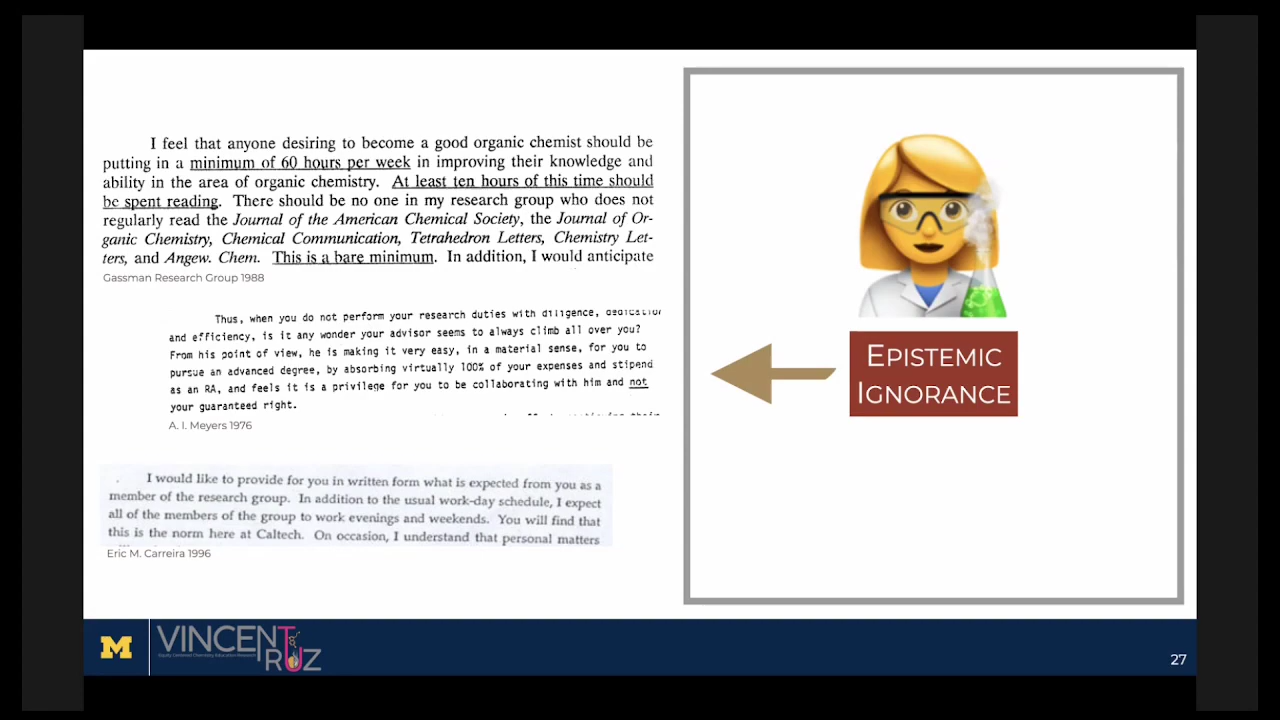 I feel that anyone desiring to become a good organic chemist should be
putting in a minimum of 60 hours per week in improving their knowledge and
ability in the area of organic chemistry. At least ten hours of this time should
be spent reading. There should be no one in my research group who does not
regularly read the Journal of the American Chemical Society, the Journal of Or-
ganic Chemistry, Chemical Communication, Tetrahedron Letters, Chemistry Let-
ters, and Angew. Chem. This is a bare minimum. In addition, I would anticipate
Gassman Research Group 1988
Thus, when you do not perform your research duties with diligence, dedication
and efficiency, is it any wonder your advisor seems to always climb all over you?
From his point of view, he is making it very easy, in a material sense, for you to
pursue an advanced degree, by absorbing virtually 100% of your expenses and stipend
as an RA, and feels it is a privilege for you to be collaborating with him and not
your guaranteed right.
A. I. Meyers 1976
I would like to provide for you in written form what is expected from you as a
member of the research group. In addition to the usual work-day schedule, I expect
all of the members of the group to work evenings and weekends. You will find that
this is the norm here at Caltech. On occasion, I understand that personal matters
Eric M. Carreira 1996
EPISTEMIC
IGNORANCE
M
VINCENT
RUZ
Equity Centered Chemistry Education Research
27